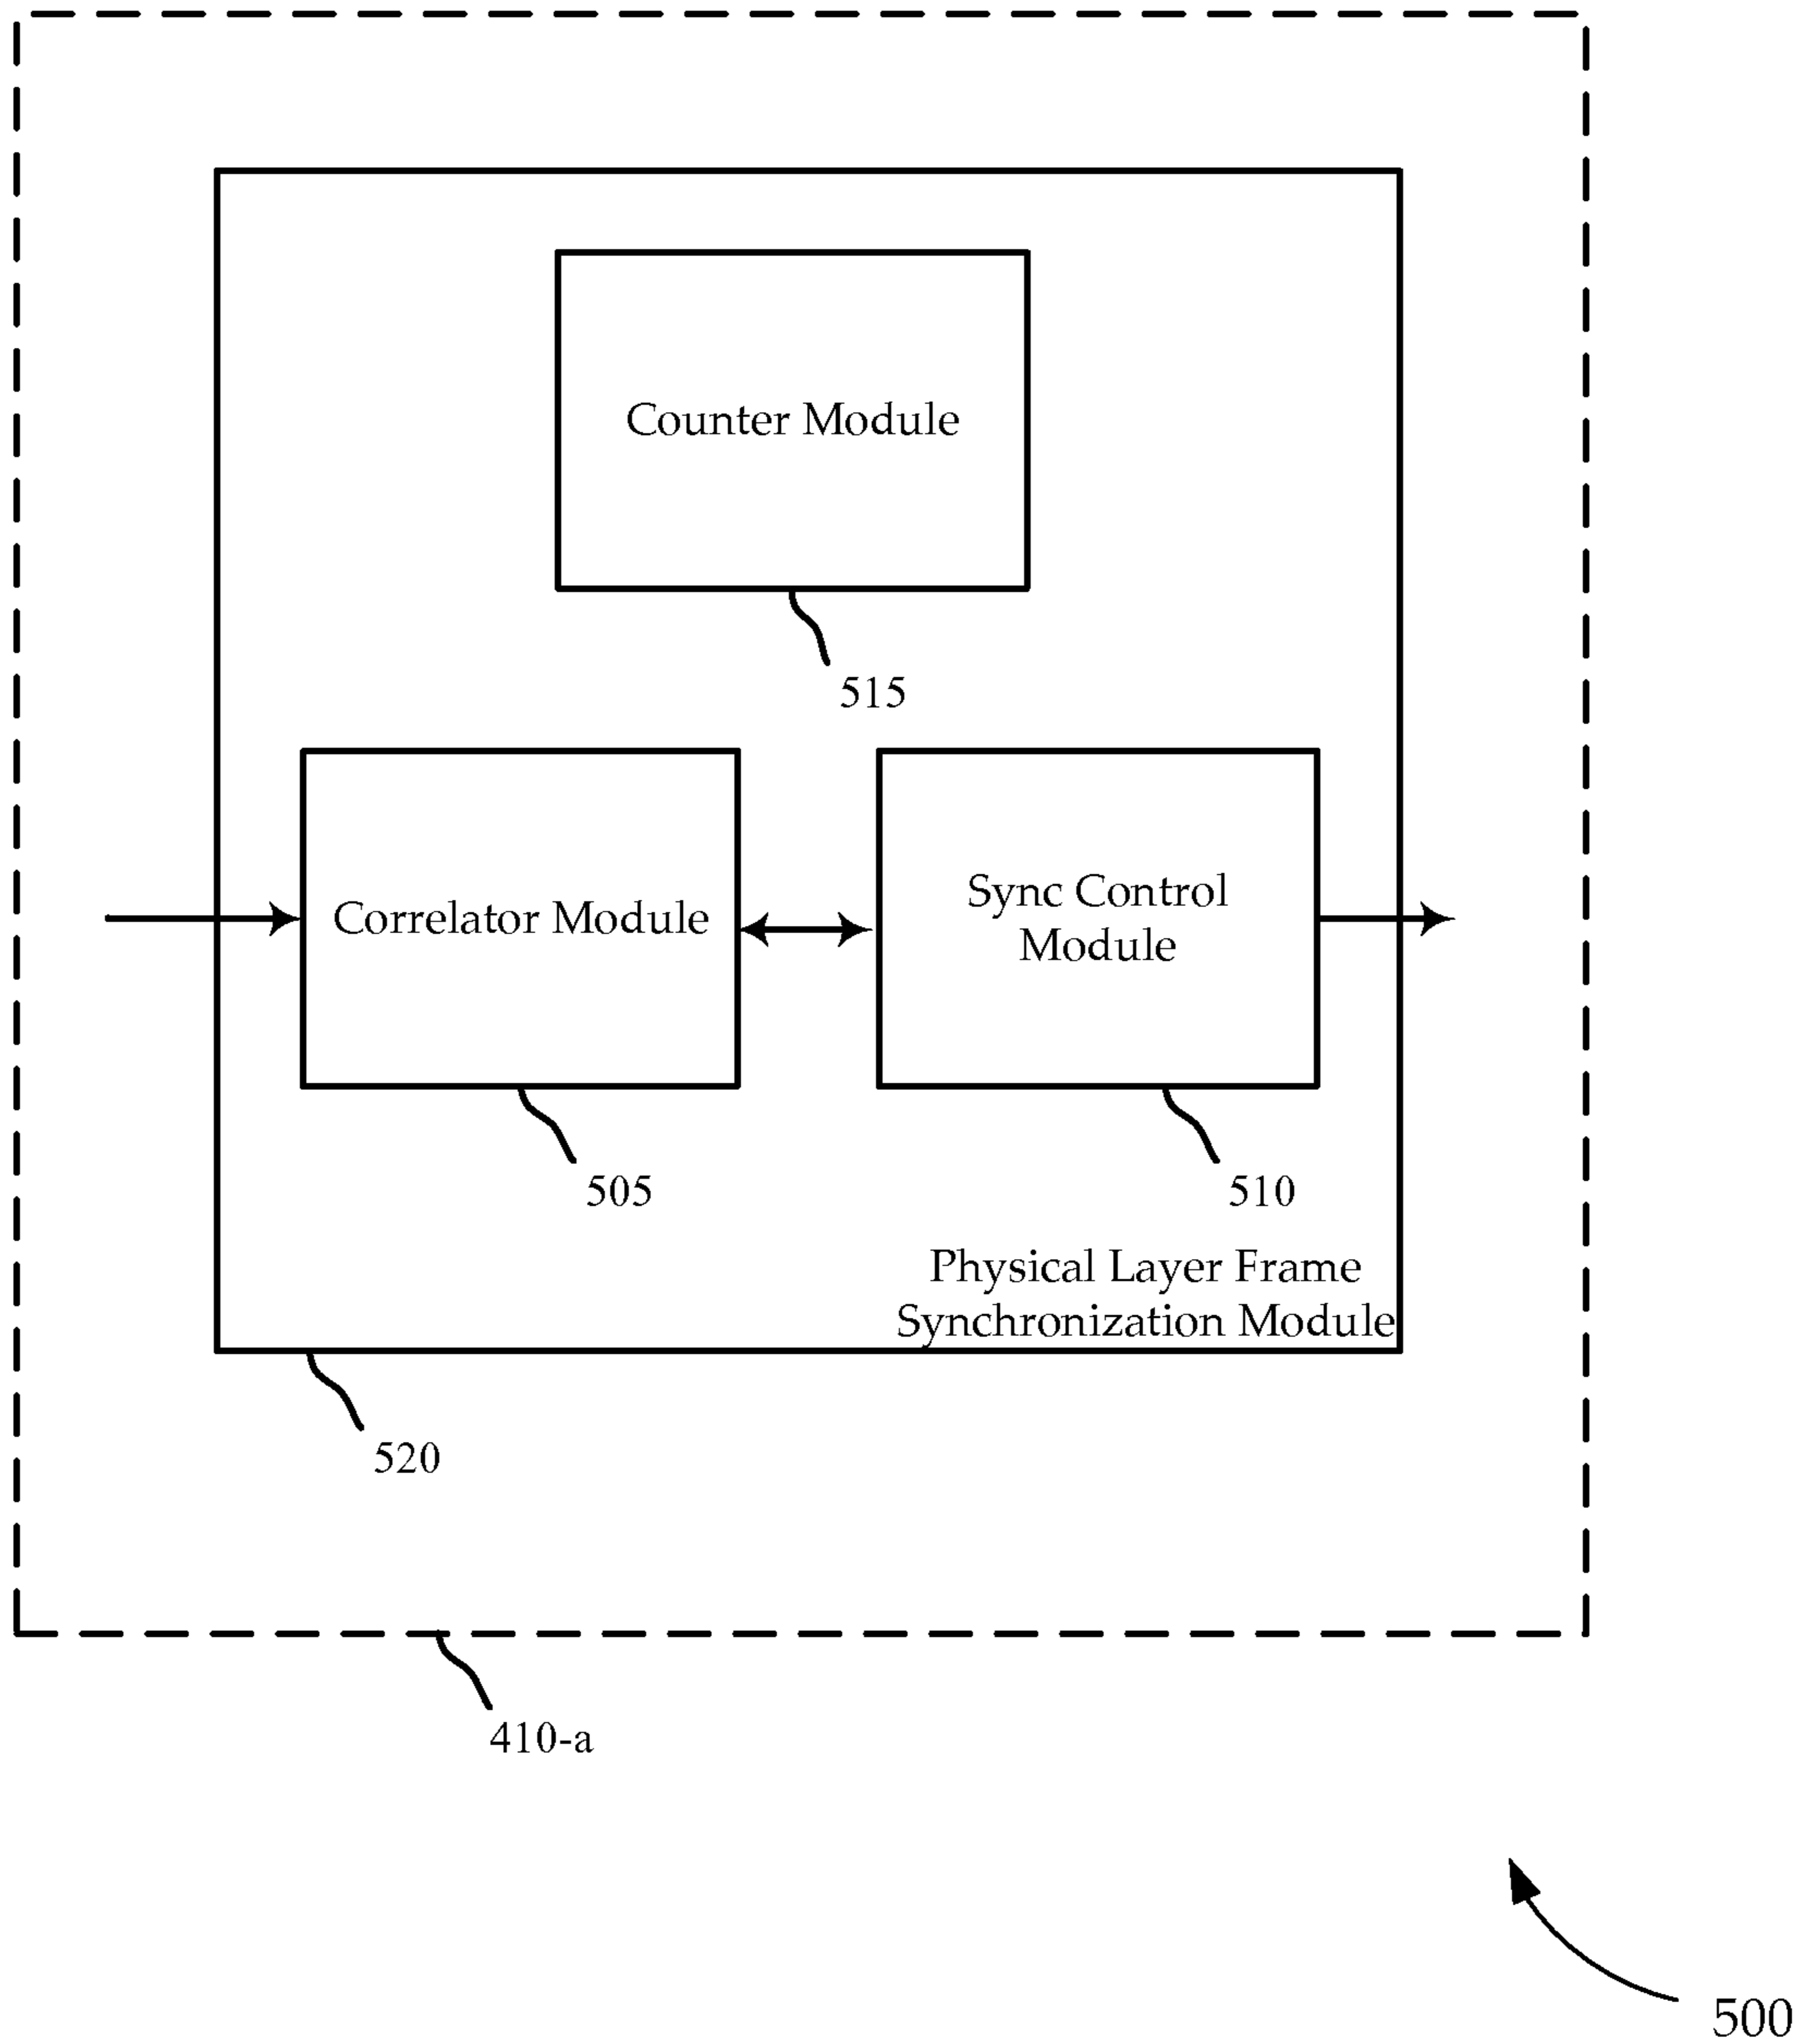 Counter Module
515
Correlator Module
Sync Control
Module
505
510
Physical Layer Frame
Synchronization Module
520
410-a
500